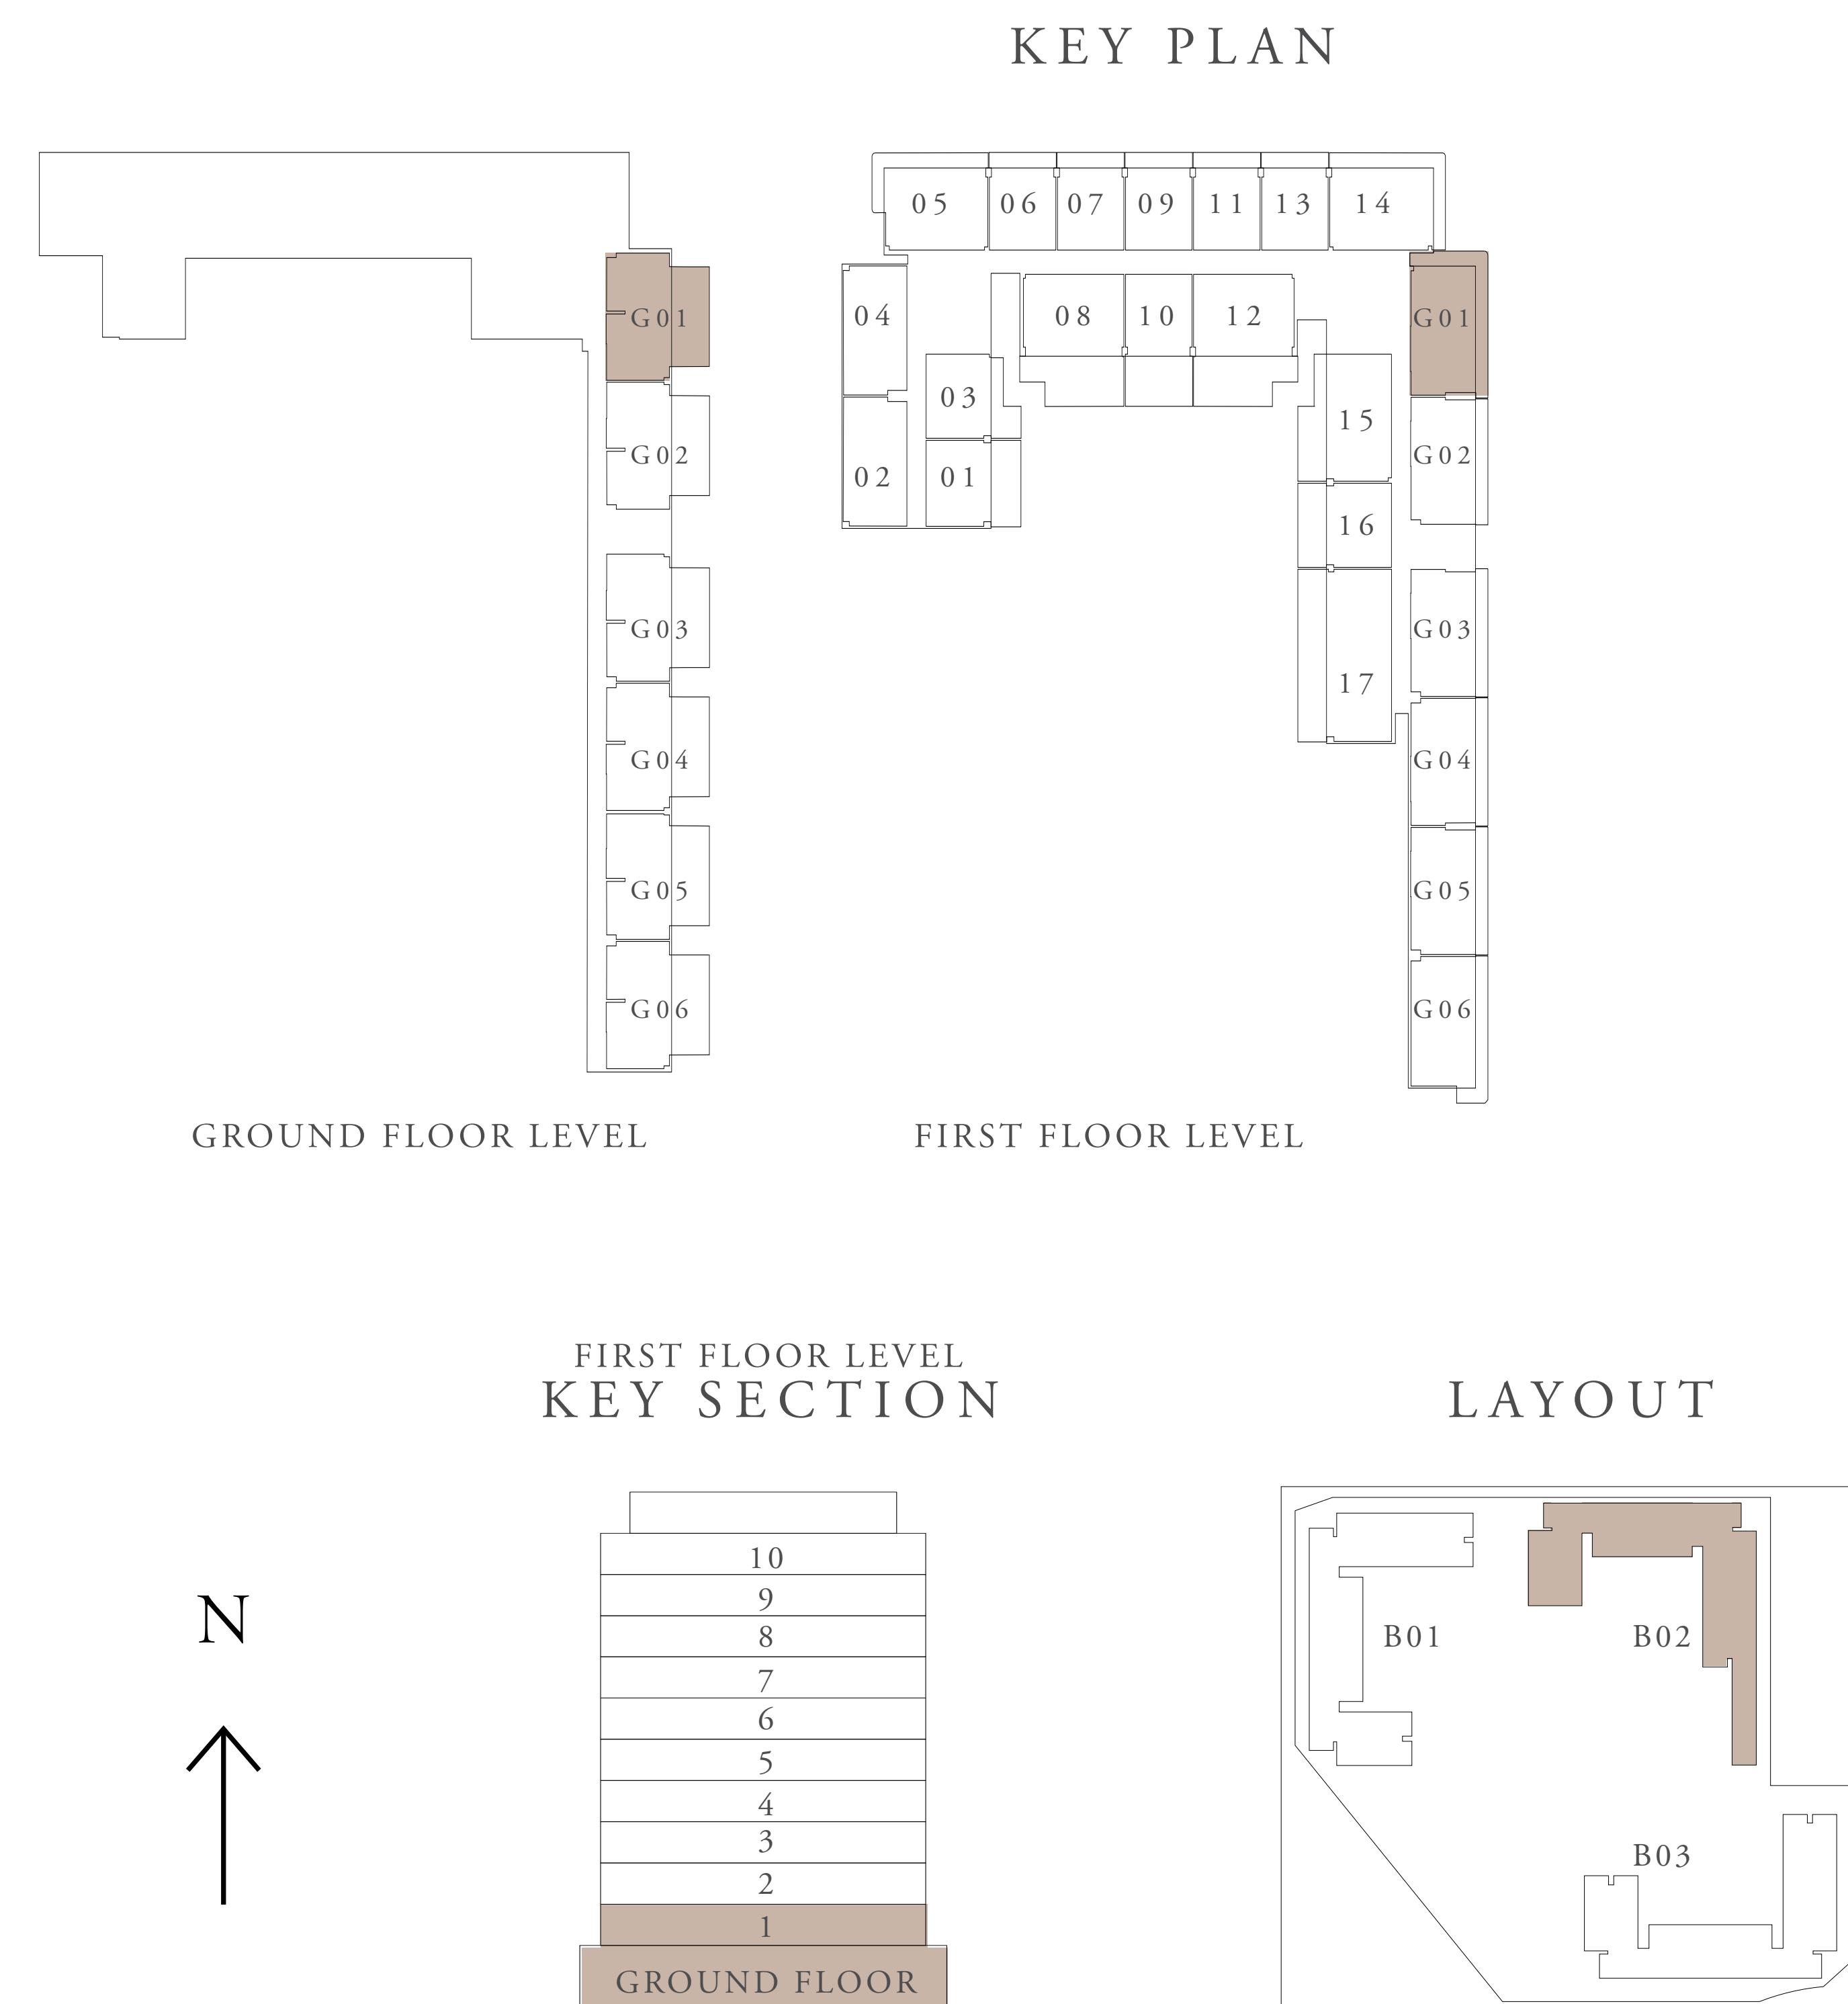 KEY PLAN
05 06 07 09 11 13 14
G01
04 08 10 12 G01
03
15
G02
02 01 G02
16
G03 G03
17
G04 G04
G05 G05
G06 G06
GROUND FLOOR LEVEL
FIRST FLOOR LEVEL
FIRST FLOOR LEVEL
KEY SECTION
LAYOUT
10
9
8
7
6
5
4
3
2
1
GROUND FLOOR
N
B01
B02
B03